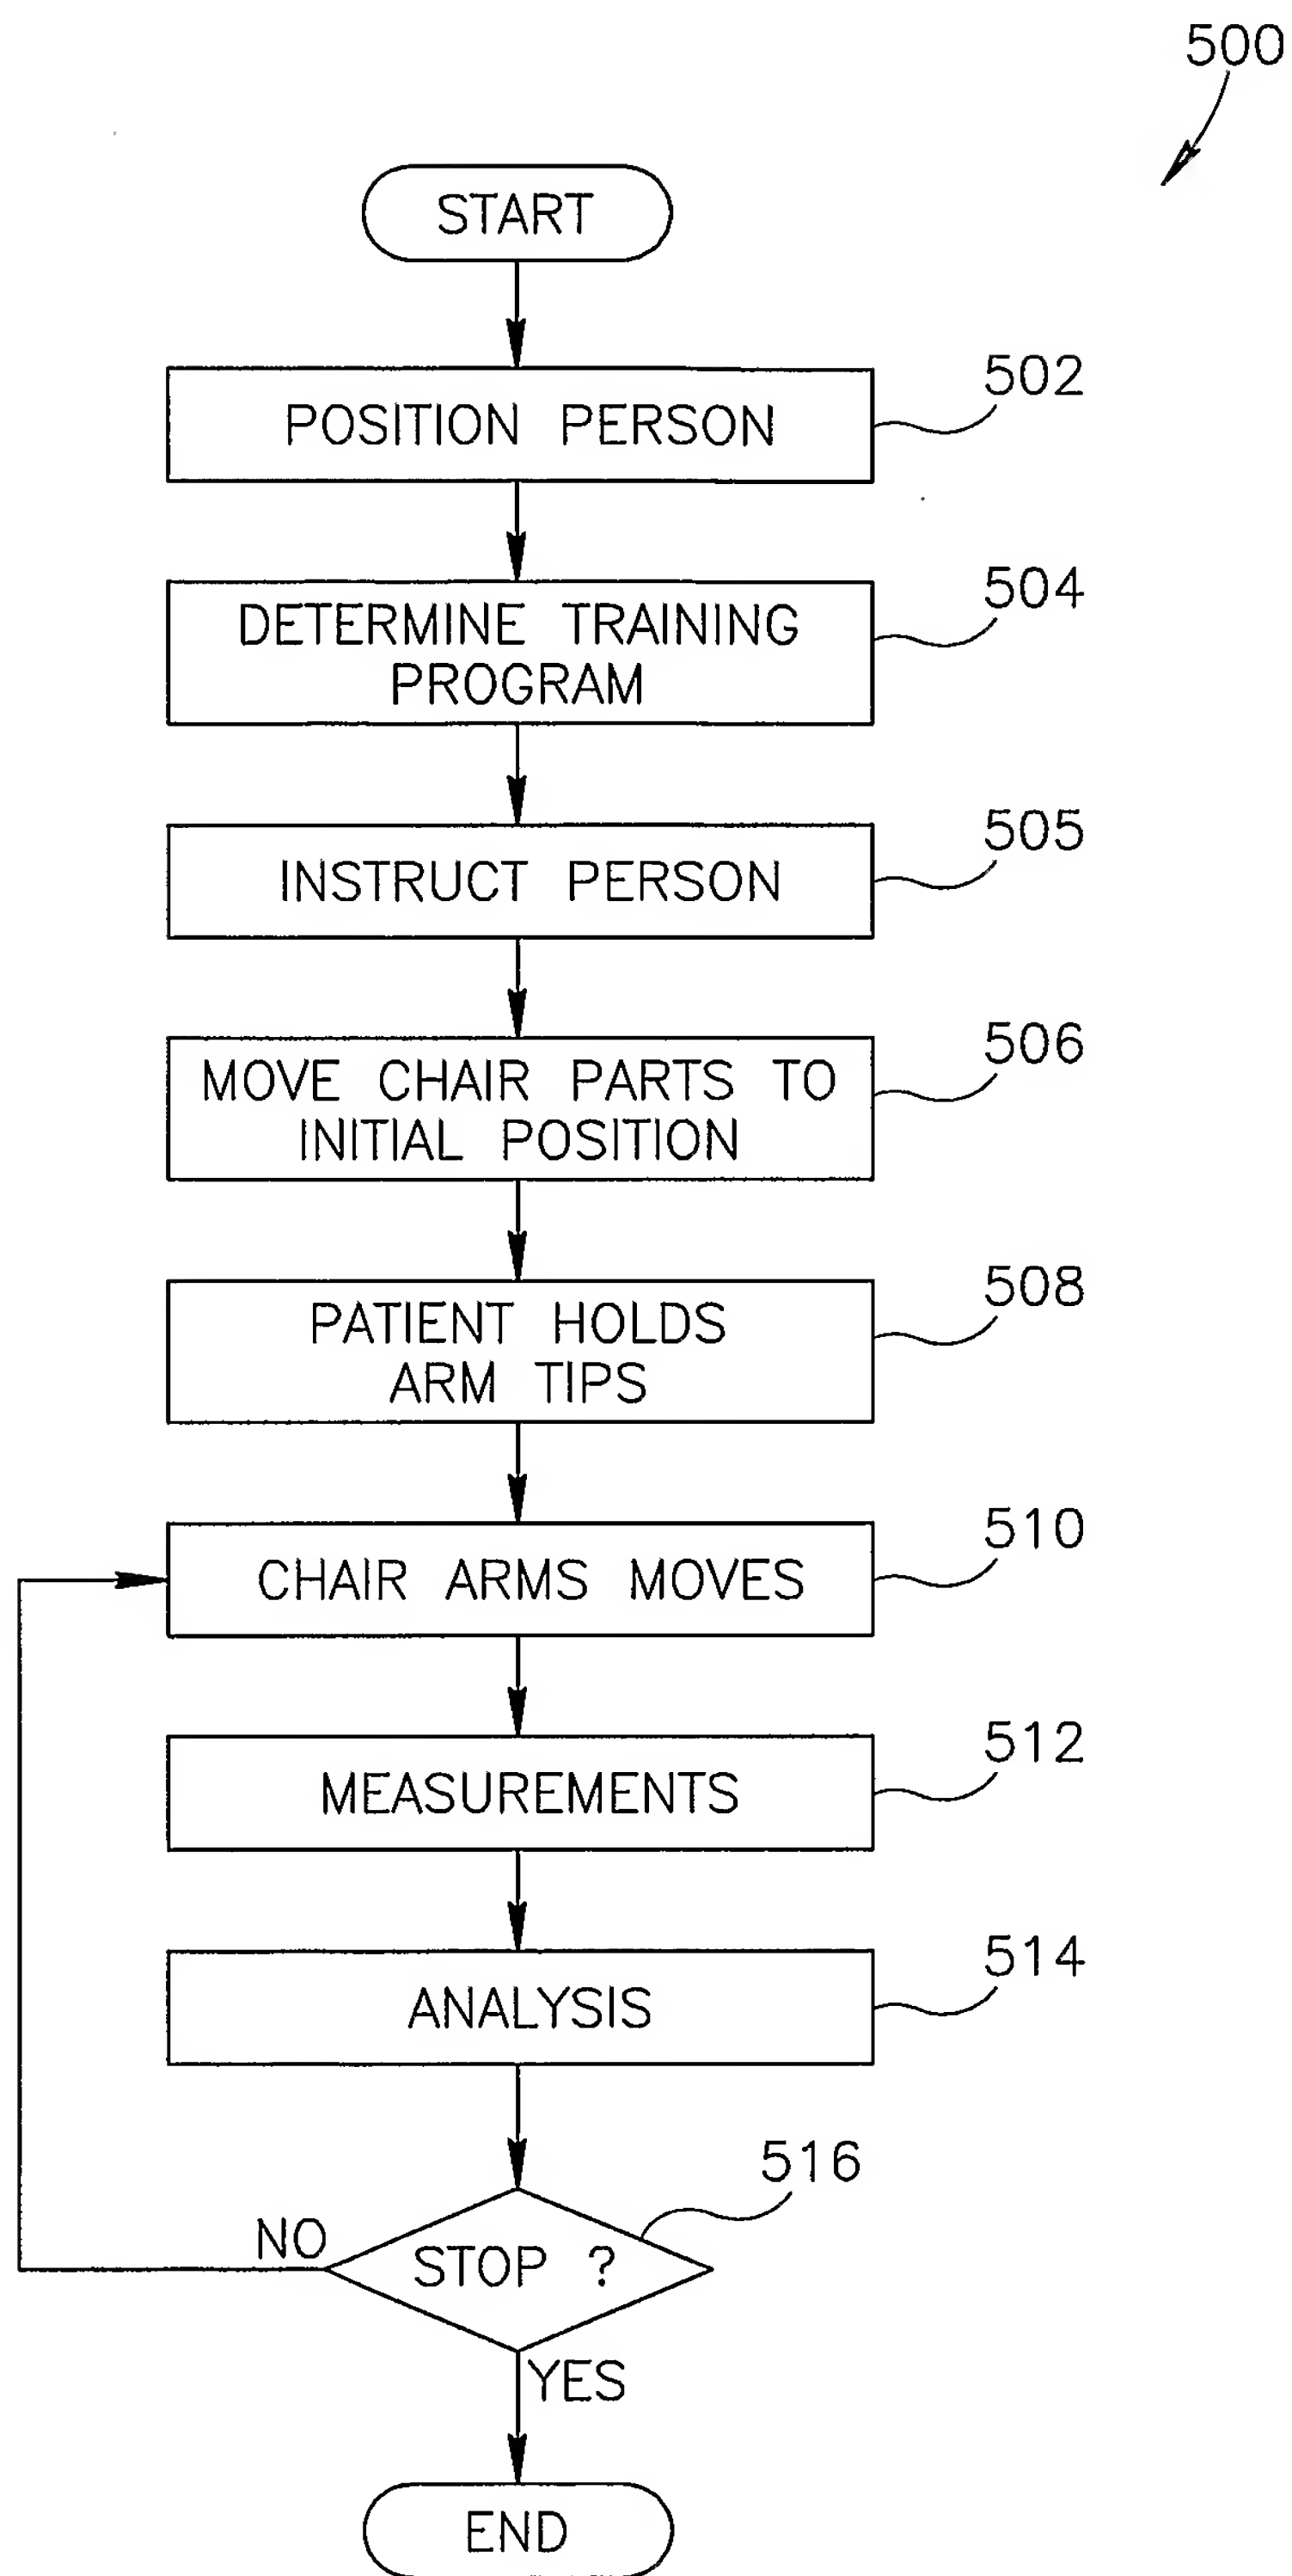 500
START
POSITION PERSON
502
DETERMINE TRAINING
PROGRAM
504
INSTRUCT PERSON
505
MOVE CHAIR PARTS TO
INITIAL POSITION
506
PATIENT HOLDS
ARM TIPS
508
CHAIR ARMS MOVES
510
MEASUREMENTS
512
ANALYSIS
514
516
NO
STOP ?
YES
END